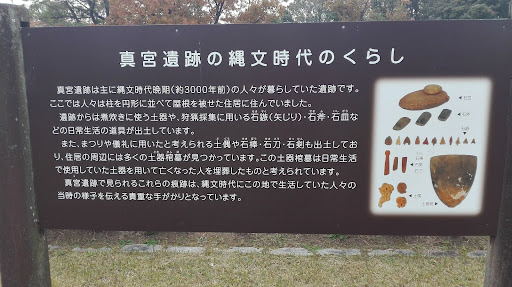 真宮遺跡の縄文時代のくらし
真宮遺跡は主に縄文時代晩期(約3000年前)の人々が暮らしていた遺跡です。
ここでは人々は柱を円形に並べて屋根を被せた住居に住んでいました。
遺跡からは煮炊きに使う土器や、狩猟採集に用いる石鏃(矢じり)・石斧・石皿な
どの日常生活の道具が出土しています。
また、まつりや儀礼に用いたと考えられる土偶や石棒・石刀・石剣も出土してお
り、住居の周辺には多くの土器棺墓が見つかっています。この土器棺墓は日常生活
で使用していた土器を用いて亡くなった人を埋葬したものと考えられています。
真宮遺跡で見られるこれらの痕跡は、縄文時代にこの地で生活していた人々の
当時の様子を伝える貴重な手がかりとなっています。
石皿
石斧
石鏃
土偶
土器棺